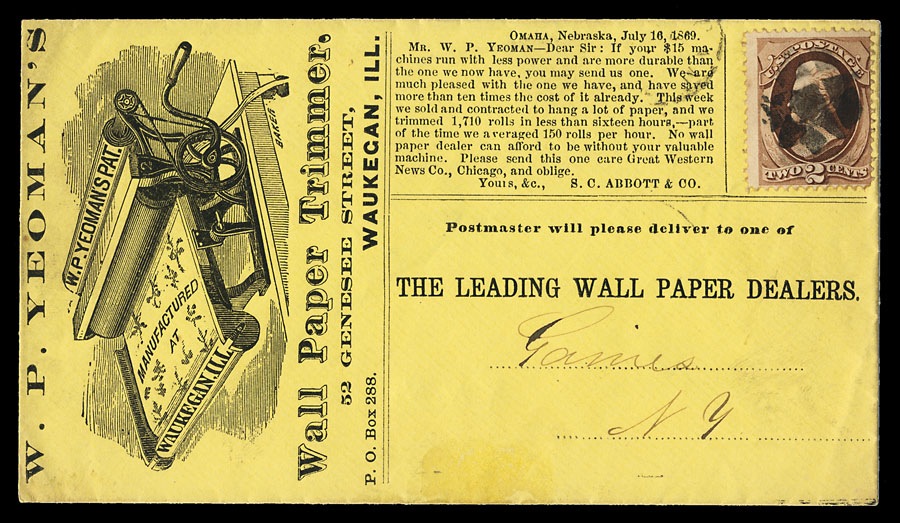 W. P. YEOMAN'S
W.P. YEOMAN'S PAT.
MANUFACTURED
AT
WAUKEGAN ILL
BAKER
Wall Paper Trimmer.
52 GENESEE STREET,
P. O. Box 288.
WAUKEGAN, ILL.
OMAHA, Nebraska, July 16, 1869.
MR. W. P. YEOMAN—Dear Sir: If your $15 ma-
chines run with less power and are more durable than
the one we now have, you may send us one. We are
much pleased with the one we have, and have saved
more than ten times the cost of it already. This week
we sold and contracted to hang a lot of paper, and we
trimmed 1,710 rolls in less than sixteen hours,—part
of the time we averaged 150 rolls per hour. No wall
paper dealer can afford to be without your valuable
machine. Please send this one care Great Western
News Co., Chicago, and oblige.
Yours, &c., S. C. ABBOTT & CO.
U.S. POSTAGE
TWO 2 CENTS
Postmaster will please deliver to one of
THE LEADING WALL PAPER DEALERS.
Gaines
N Y